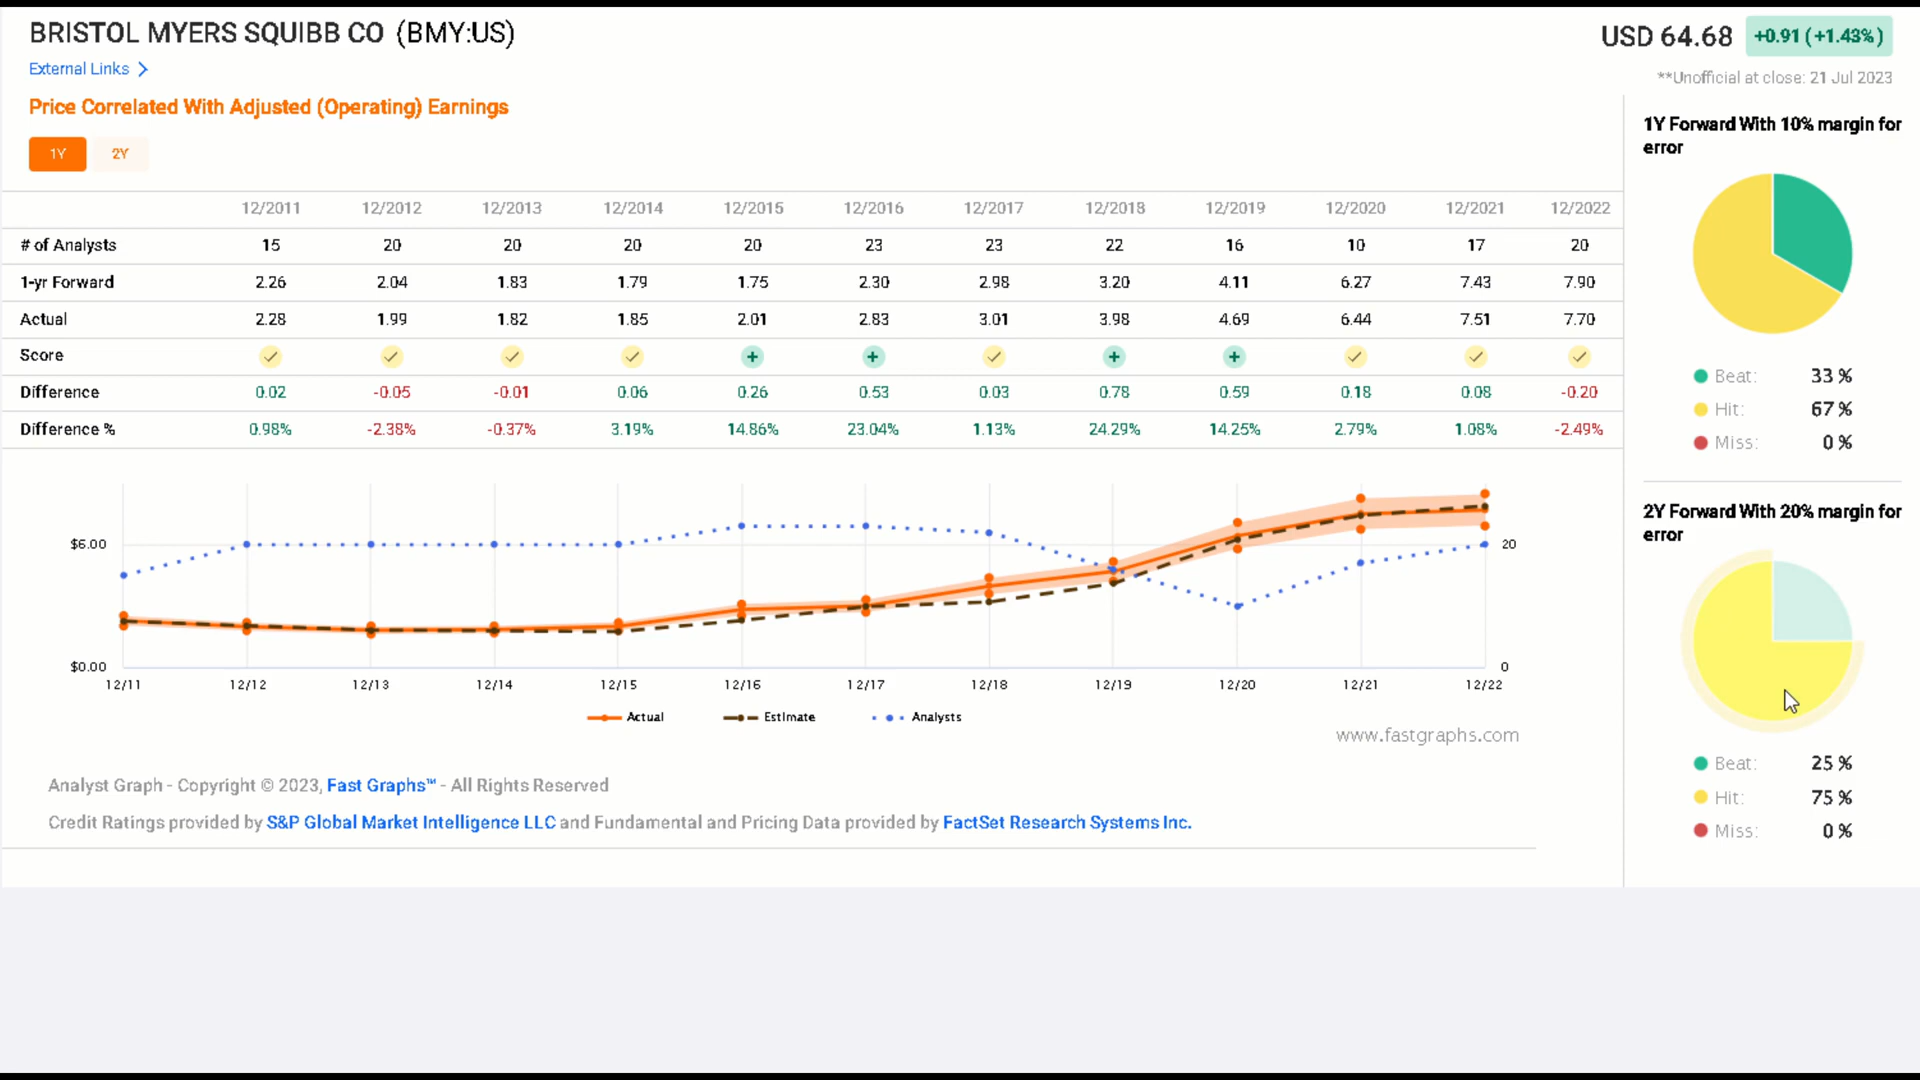 BRISTOL MYERS SQUIBB CO (BMY:US)
USD 64.68 +0.91 (+1.43%)
External Links
**Unofficial at close: 21 Jul 2023
Price Correlated With Adjusted (Operating) Earnings
1Y 2Y
12/2011 12/2012 12/2013 12/2014 12/2015 12/2016 12/2017 12/2018 12/2019 12/2020 12/2021 12/2022
# of Analysts 15 20 20 20 20 23 23 22 16 10 17 20
1-yr Forward 2.26 2.04 1.83 1.79 1.75 2.30 2.98 3.20 4.11 6.27 7.43 7.90
Actual 2.28 1.99 1.82 1.85 2.01 2.83 3.01 3.98 4.69 6.44 7.51 7.70
Score
Difference 0.02 -0.05 -0.01 0.06 0.26 0.53 0.03 0.78 0.59 0.18 0.08 -0.20
Difference % 0.98% -2.38% -0.37% 3.19% 14.86% 23.04% 1.13% 24.29% 14.25% 2.79% 1.08% -2.49%
$6.00 20
$0.00 0
12/11 12/12 12/13 12/14 12/15 12/16 12/17 12/18 12/19 12/20 12/21 12/22
Actual Estimate Analysts
www.fastgraphs.com
Analyst Graph - Copyright © 2023, Fast Graphs™ - All Rights Reserved
Credit Ratings provided by S&P Global Market Intelligence LLC and Fundamental and Pricing Data provided by FactSet Research Systems Inc.
1Y Forward With 10% margin for
error
Beat: 33 %
Hit: 67 %
Miss: 0 %
2Y Forward With 20% margin for
error
Beat: 25 %
Hit: 75 %
Miss: 0 %